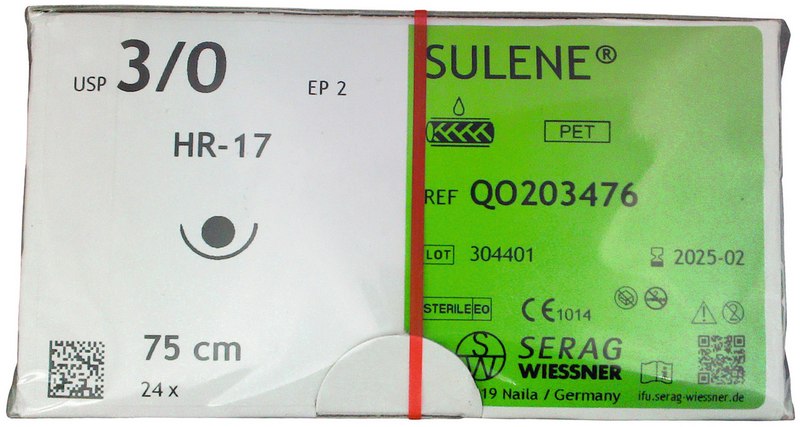 USP 3/0
EP 2
HR-17
75 cm
24 x
SULENE®
PET
REF QO203476
LOT 304401
2025-02
STERILE EO
CE 1014
SW
SERAG
WIESSNER
19 Naila / Germany
ifu.serag-wiessner.de